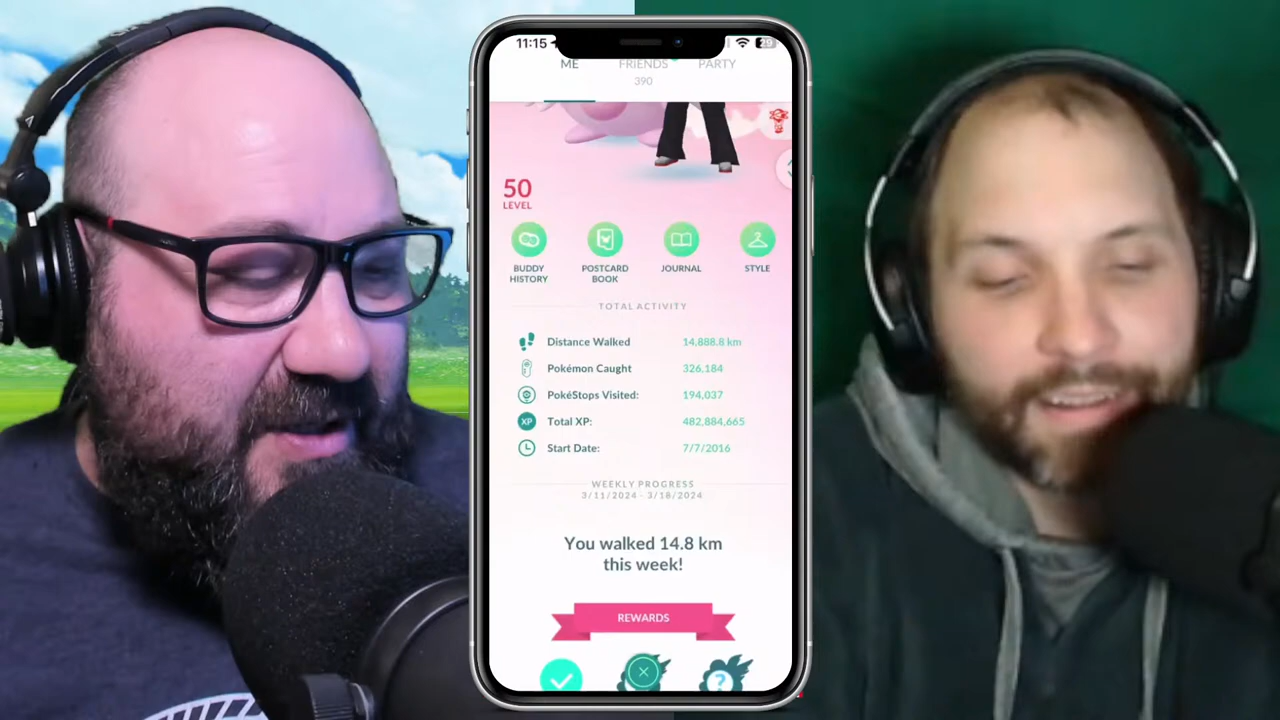 11:15
29
ME
FRIENDS
PARTY
390
50
LEVEL
BUDDY
HISTORY
POSTCARD
BOOK
JOURNAL
STYLE
TOTAL ACTIVITY
Distance Walked 14,888.8 km
Pokémon Caught 326,184
PokéStops Visited: 194,037
XP Total XP: 482,884,665
Start Date: 7/7/2016
WEEKLY PROGRESS
3/11/2024 - 3/18/2024
You walked 14.8 km
this week!
REWARDS
?